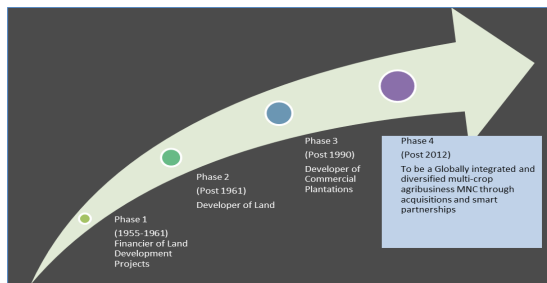 Phase 1
(1955-1961)
Financier of Land
Development
Projects
Phase 2
(Post 1961)
Developer of Land
Phase 3
(Post 1990)
Developer of
Commercial
Plantations
Phase 4
(Post 2012)
To be a Globally integrated and
diversified multi-crop
agribusiness MNC through
acquisitions and smart
partnerships